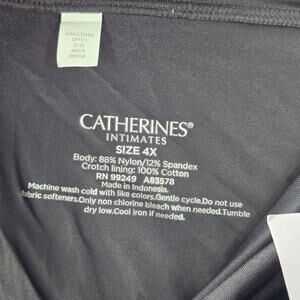 CATHERINES®
INTIMATES
SIZE 4X
Body: 88% Nylon/12% Spandex
Crotch lining: 100% Cotton
RN 99249 A83578
Made in Indonesia.
Machine wash cold with like colors.Gentle cycle.Do not use
fabric softeners.Only non chlorine bleach when needed.Tumble
dry low.Cool iron if needed.